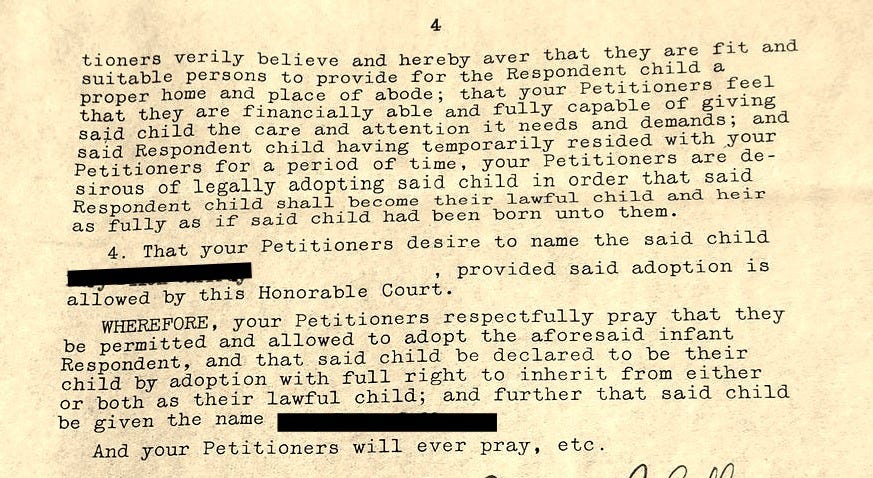 4
tioners verily believe and hereby aver that they are fit and
suitable persons to provide for the Respondent child a
proper home and place of abode; that your Petitioners feel
that they are financially able and fully capable of giving
said child the care and attention it needs and demands; and
said Respondent child having temporarily resided with your
Petitioners for a period of time, your Petitioners are de-
sirous of legally adopting said child in order that said
Respondent child shall become their lawful child and heir
as fully as if said child had been born unto them.
4. That your Petitioners desire to name the said child
, provided said adoption is
allowed by this Honorable Court.
WHEREFORE, your Petitioners respectfully pray that they
be permitted and allowed to adopt the aforesaid infant
Respondent, and that said child be declared to be their
child by adoption with full right to inherit from either
or both as their lawful child; and further that said child
be given the name
And your Petitioners will ever pray, etc.